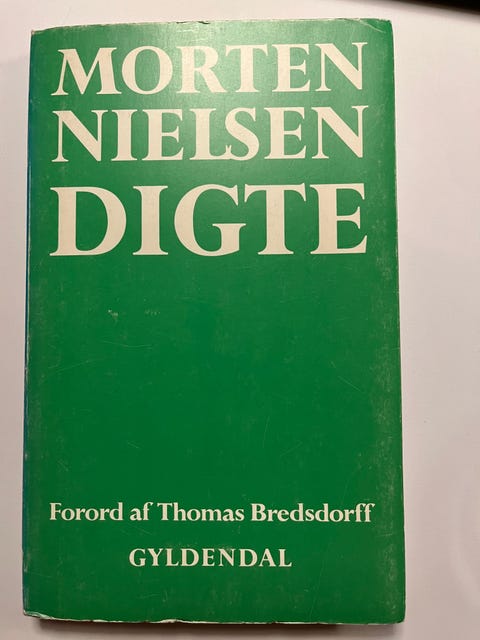 MORTEN
NIELSEN
DIGTE
Forord af Thomas Bredsdorff
GYLDENDAL